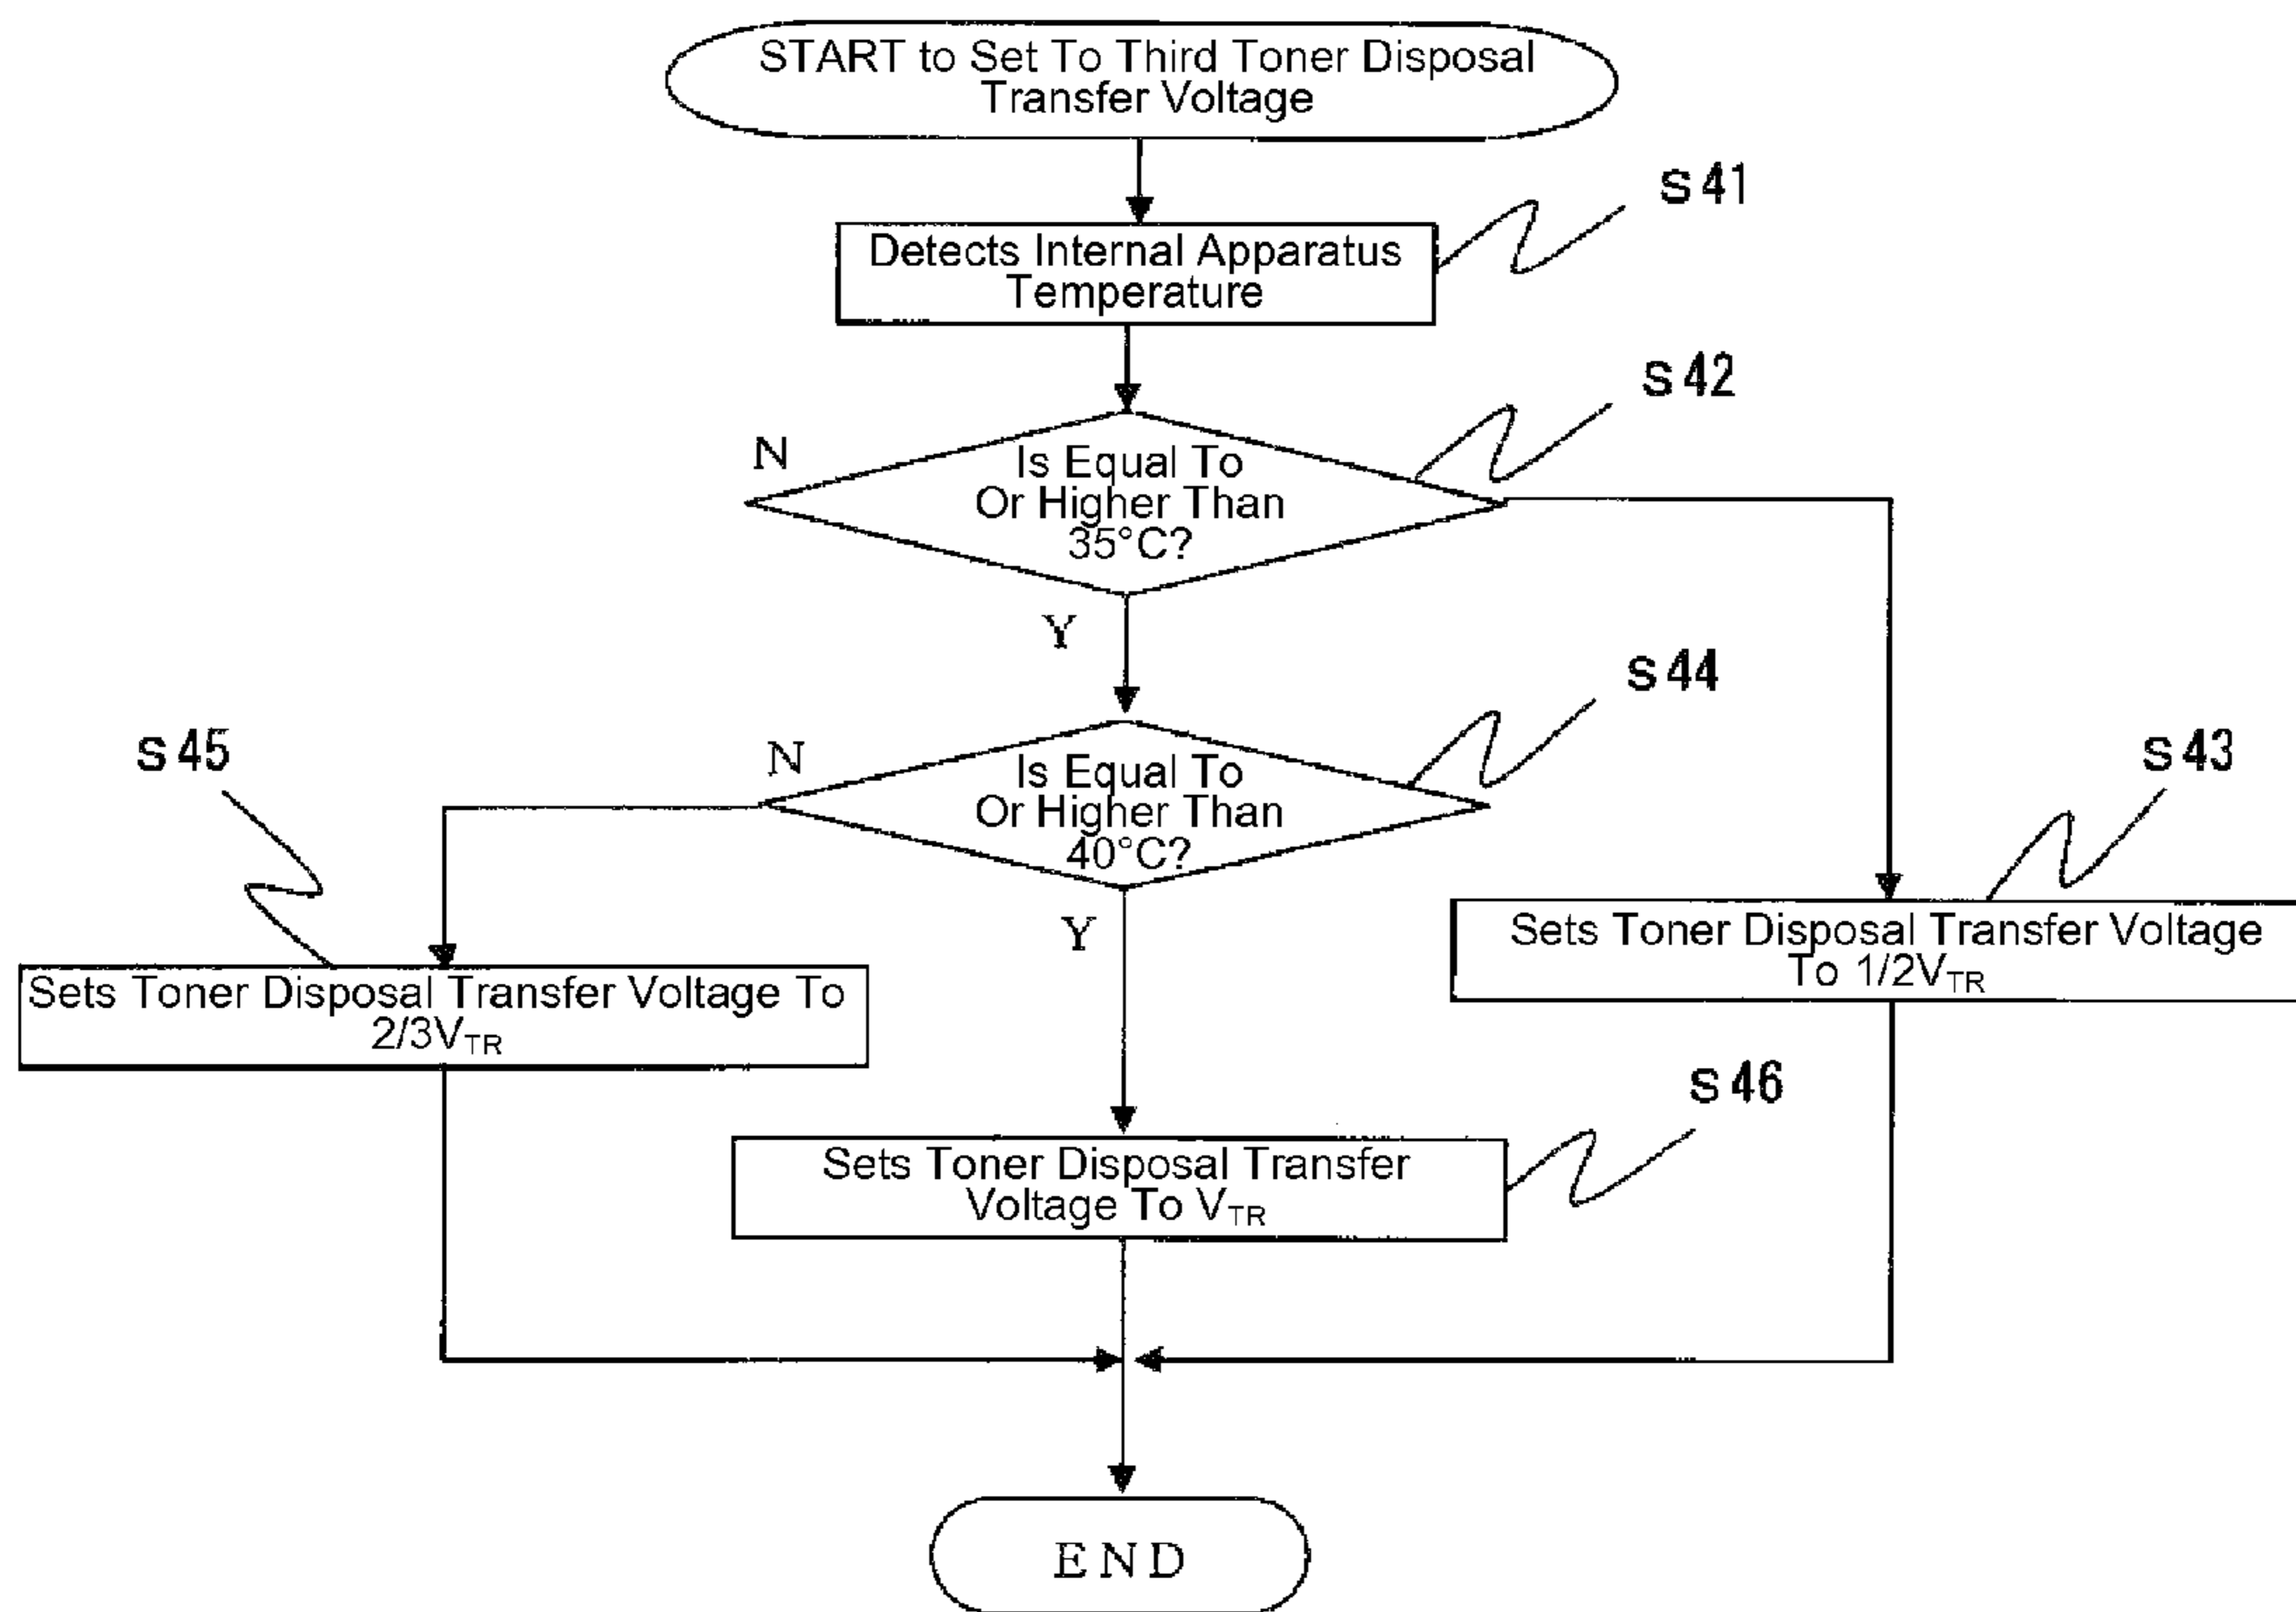 START to Set To Third Toner Disposal
Transfer Voltage
s41
Detects Internal Apparatus
Temperature
s42
N
Is Equal To
Or Higher Than
35°C?
Y
s44
s45
N
Is Equal To
Or Higher Than
40°C?
s43
Y
Sets Toner Disposal Transfer Voltage
To 1/2VTR
Sets Toner Disposal Transfer Voltage To
2/3VTR
s46
Sets Toner Disposal Transfer
Voltage To VTR
END